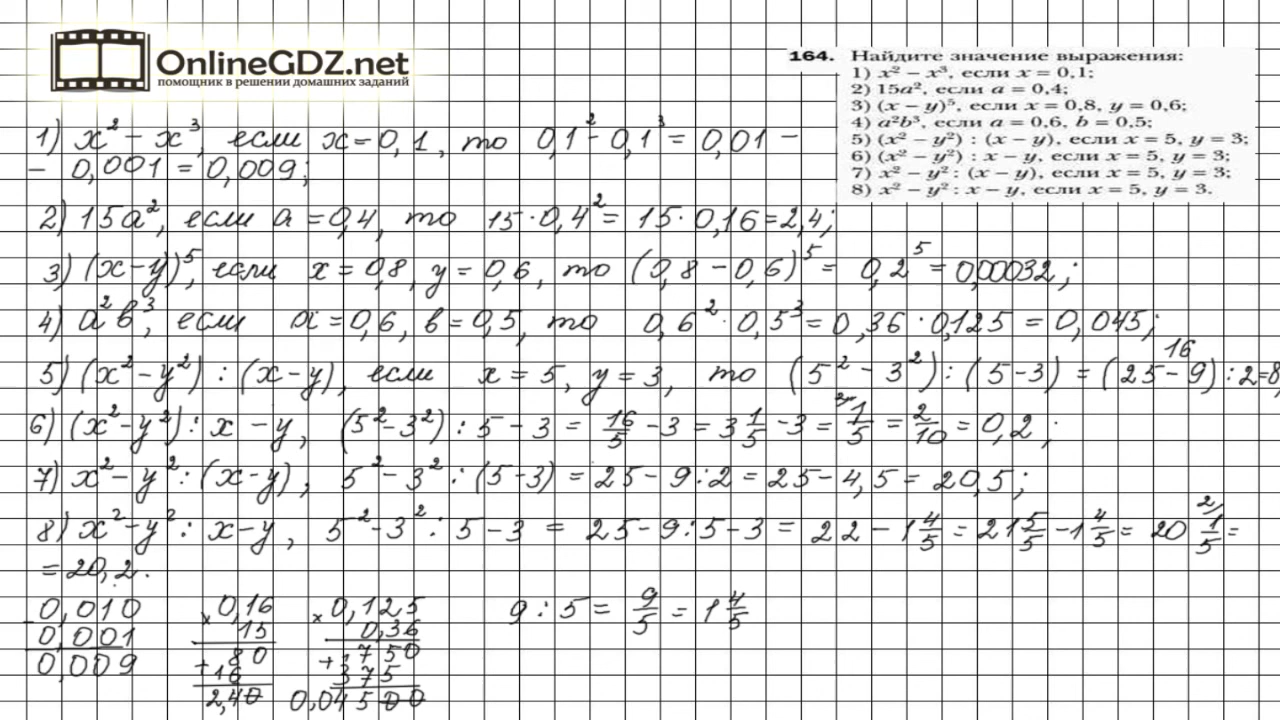 OnlineGDZ.net
помощник в решении домашних заданий
164. Найдите значение выражения:
1) x² − x³, если x = 0,1;
2) 15a², если a = 0,4;
3) (x − y)⁵, если x = 0,8, y = 0,6;
4) a²b³, если a = 0,6, b = 0,5;
5) (x² − y²) : (x − y), если x = 5, y = 3;
6) (x² − y²) : x − y, если x = 5, y = 3;
7) x² − y² : (x − y), если x = 5, y = 3;
8) x² − y² : x − y, если x = 5, y = 3.
1) x² − x³, если x = 0,1, то 0,1² − 0,1³ = 0,01 −
− 0,001 = 0,009;
2) 15a², если a = 0,4, то 15 · 0,4² = 15 · 0,16 = 2,4;
3) (x − y)⁵, если x = 0,8, y = 0,6, то (0,8 − 0,6)⁵ = 0,2⁵ = 0,00032;
4) a²b³, если a = 0,6, b = 0,5, то 0,6² · 0,5³ = 0,36 · 0,125 = 0,045;
16
5) (x² − y²) : (x − y), если x = 5, y = 3, то (5² − 3²) : (5 − 3) = (25 − 9) : 2 = 8,
6) (x² − y²) : x − y, (5² − 3²) : 5 − 3 = 16/5 − 3 = 3 1/5 − 3 = 2\ 1/5 = 2/10 = 0,2;
7) x² − y² : (x − y), 5² − 3² : (5 − 3) = 25 − 9 : 2 = 25 − 4,5 = 20,5;
8) x² − y² : x − y, 5² − 3² : 5 − 3 = 25 − 9 : 5 − 3 = 22 − 1 4/5 = 21 5/5 − 1 4/5 = 20 2\ 1/5 =
= 20,2.
− 0,010
0,001
0,009
× 0,16
15
+ 80
16
2,40
× 0,125
0,36
+ 1750
375
0,04500
9 : 5 = 9/5 = 1 4/5